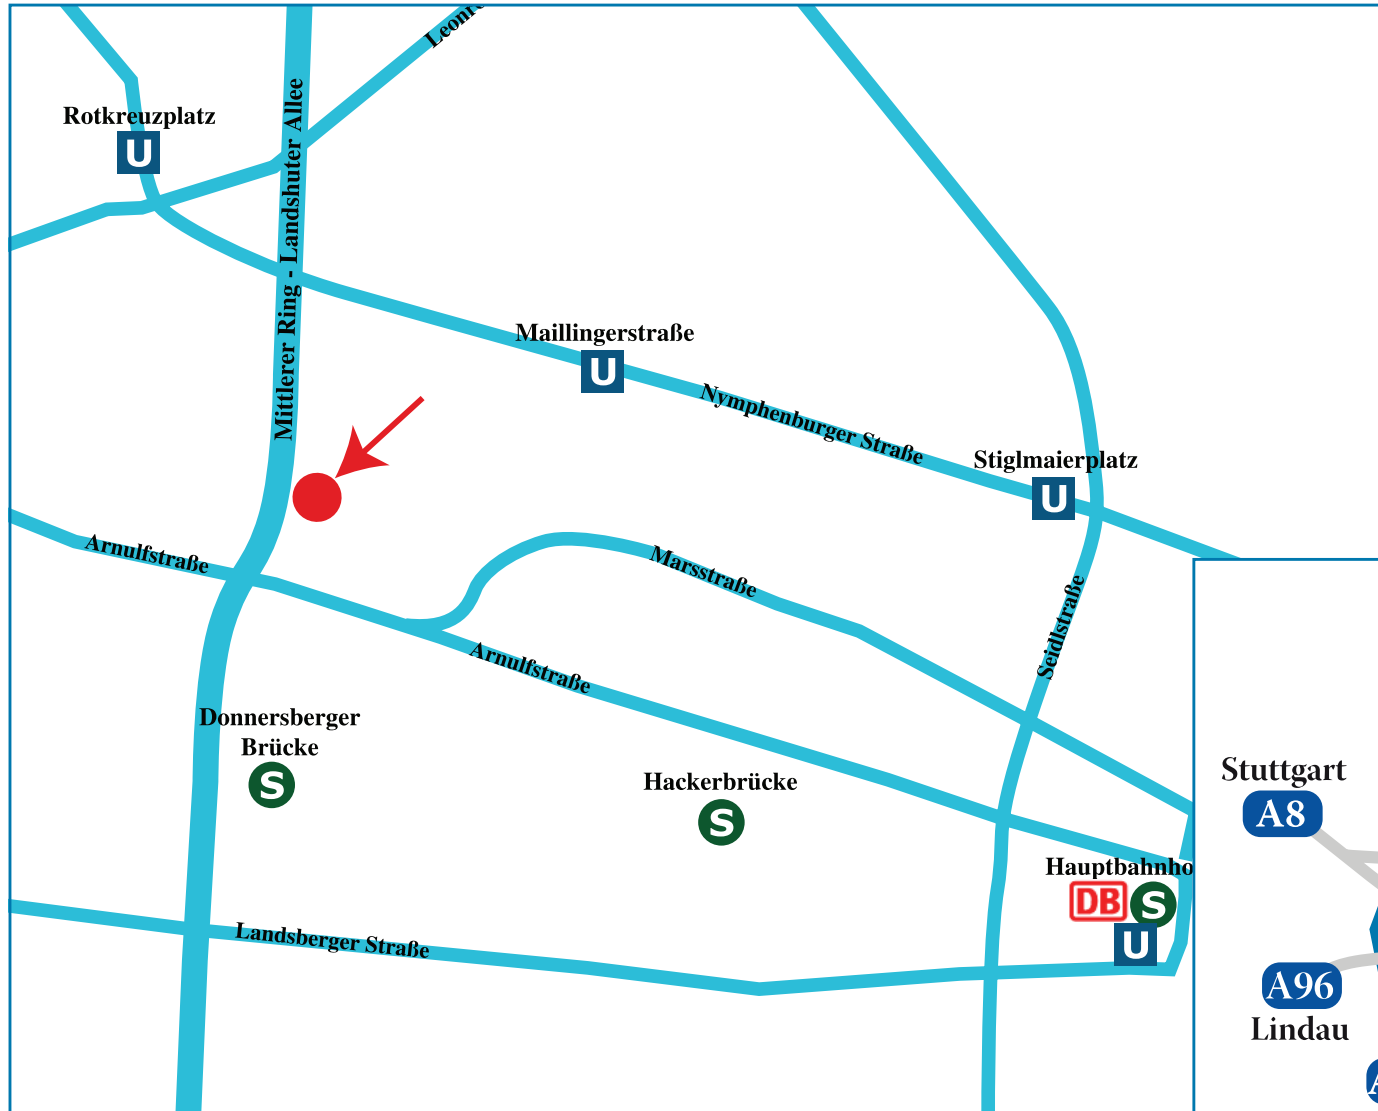 Rotkreuzplatz
U
Mittlerer Ring - Landshuter Allee
Maillingerstraße
U
Nymphenburger Straße
Stiglmaierplatz
U
Arnulfstraße
Marsstraße
Seidlstraße
Arnulfstraße
Donnersberger
Brücke
S
Hackerbrücke
S
Hauptbahnho
DB S
U
Landsberger Straße
Stuttgart
A8
A96
Lindau